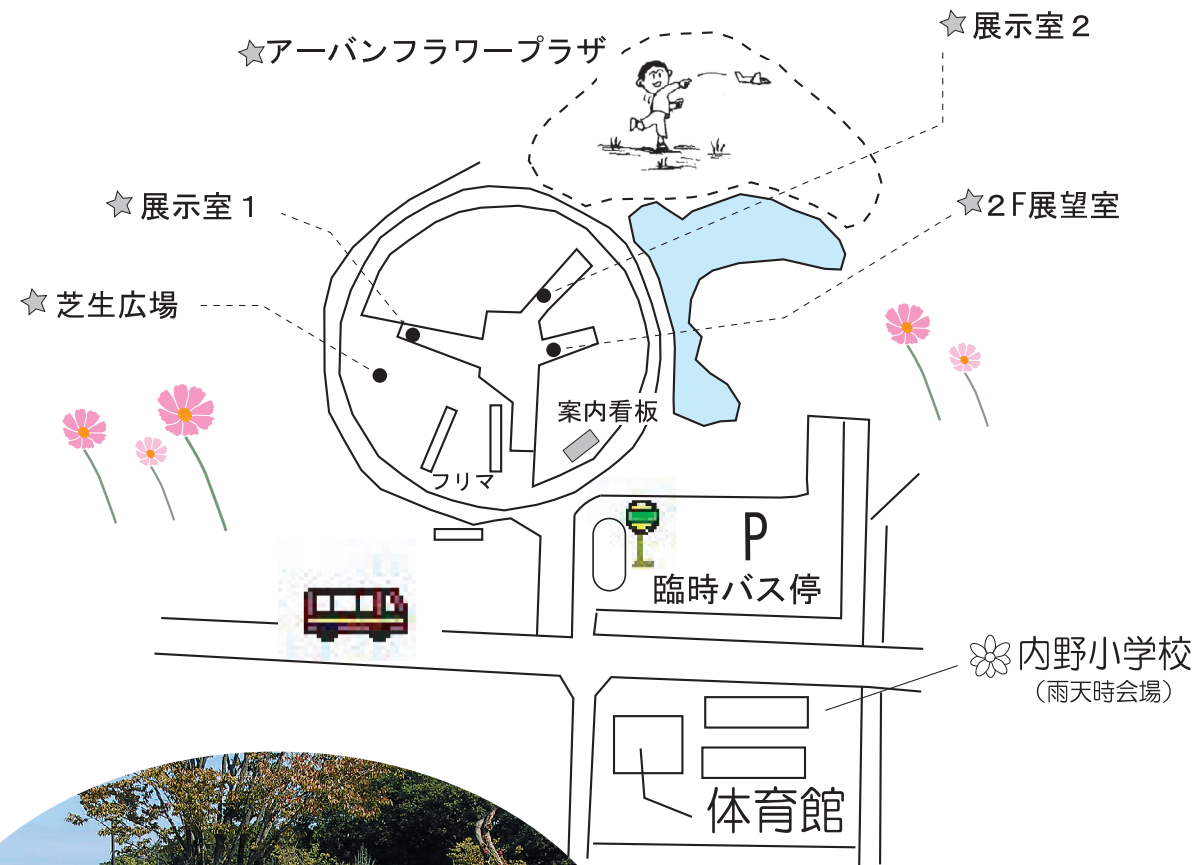 ☆展示室２
☆アーバンフラワープラザ
☆展示室１
☆２F展望室
☆芝生広場
案内看板
フリマ
P
臨時バス停
内野小学校
（雨天時会場）
体育館